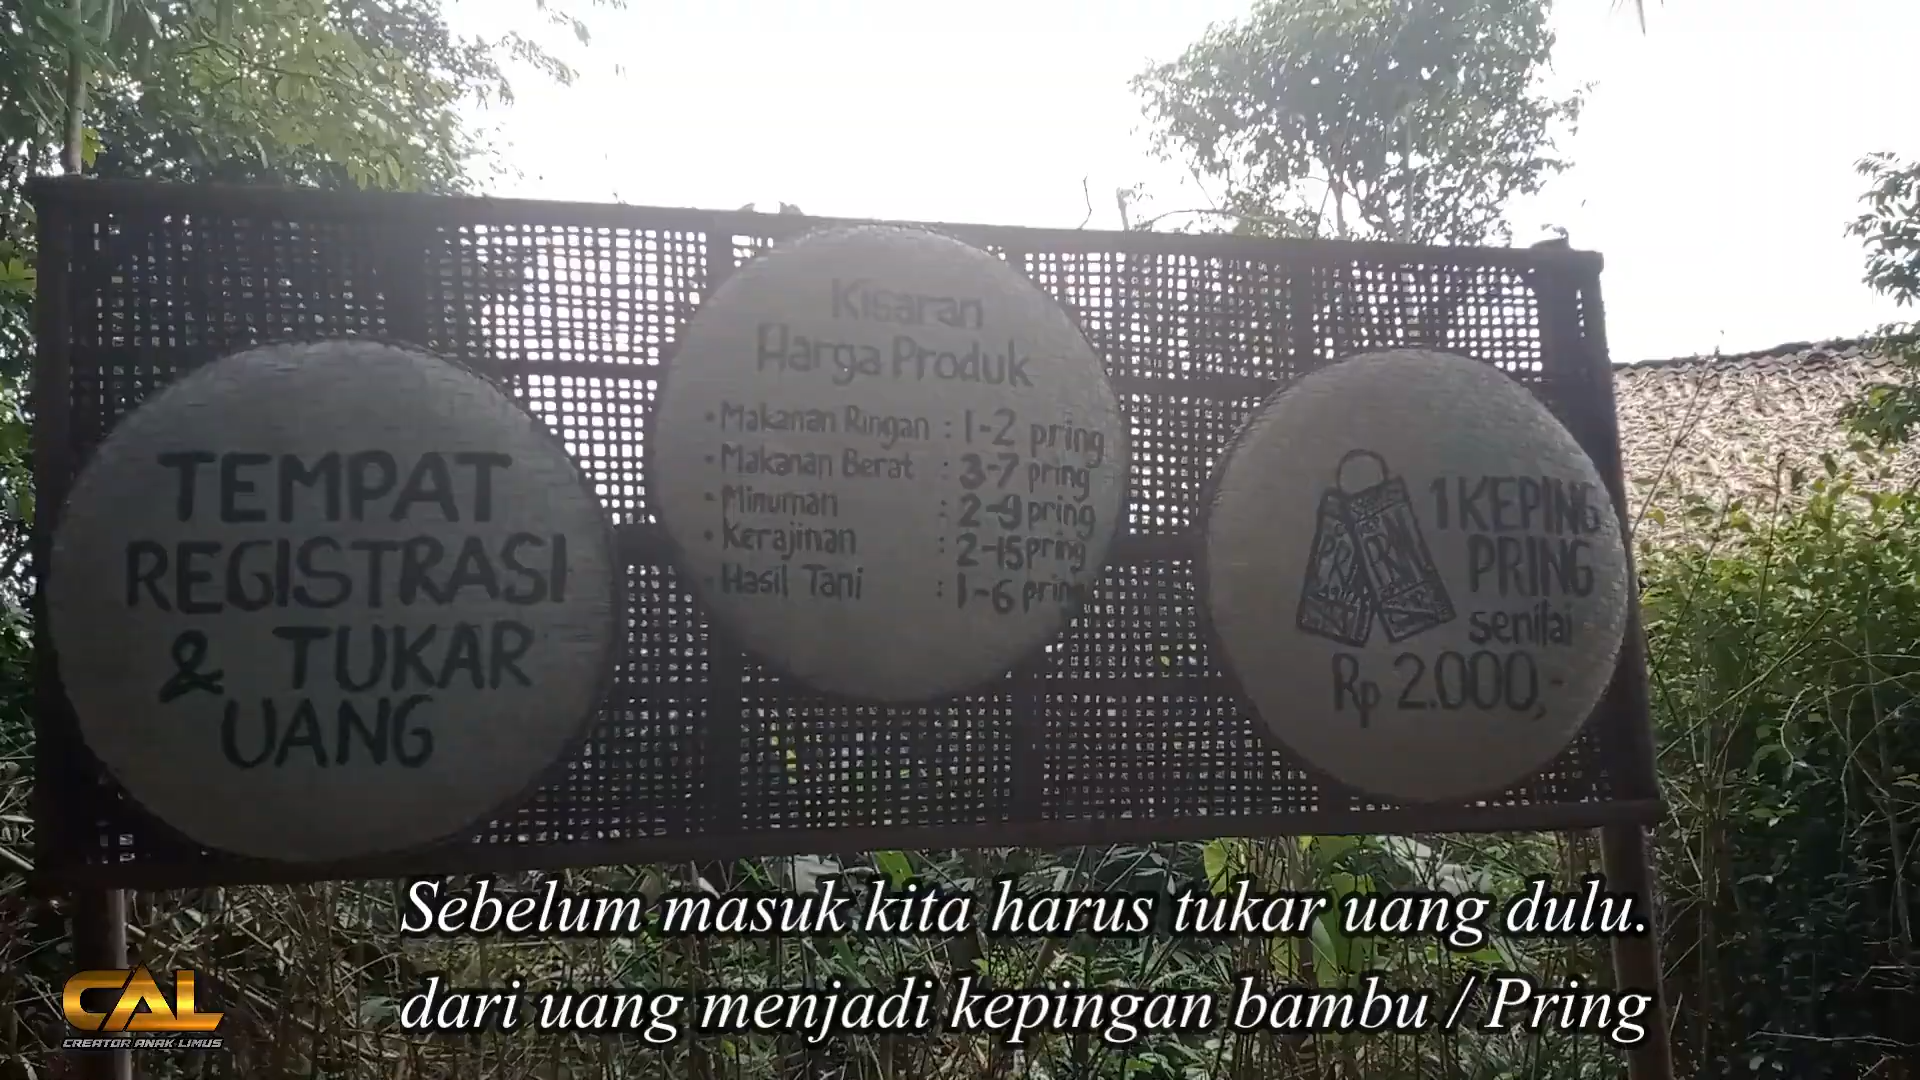 TEMPAT
REGISTRASI
& TUKAR
UANG
Kisaran
Harga Produk
• Makanan Ringan : 1-2 pring
• Makanan Berat : 3-7 pring
• Minuman : 2-9 pring
• Kerajinan : 2-15 pring
• Hasil Tani : 1-6 pring
1 KEPING
PRING
senilai
Rp 2.000,-
Sebelum masuk kita harus tukar uang dulu.
dari uang menjadi kepingan bambu / Pring
CAL
CREATOR ANAK LIMUS